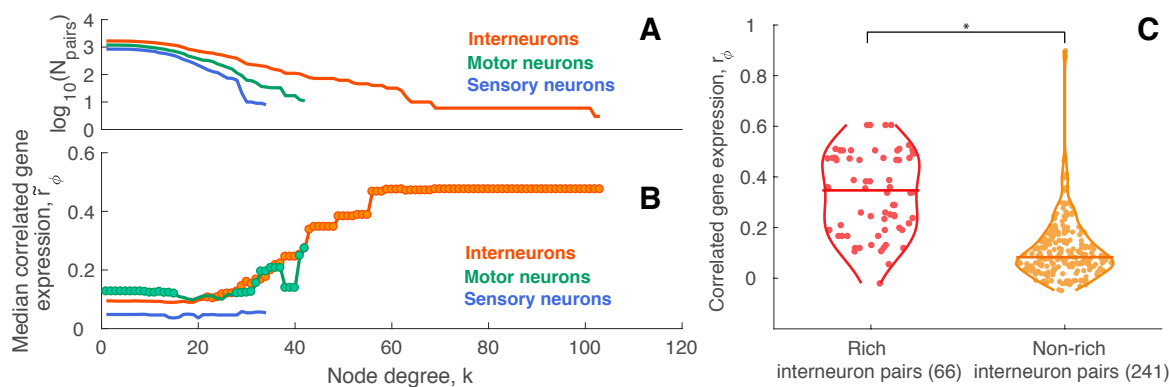 A
log₁₀(N_pairs)
4
3
2
1
0
Interneurons
Motor neurons
Sensory neurons
B
Median correlated gene
expression, r̃_ϕ
0.6
0.4
0.2
0
Interneurons
Motor neurons
Sensory neurons
0 20 40 60 80 100 120
Node degree, k
C
Correlated gene expression, r_ϕ
1
0.8
0.6
0.4
0.2
0
*
Rich
interneuron pairs (66)
Non-rich
interneuron pairs (241)